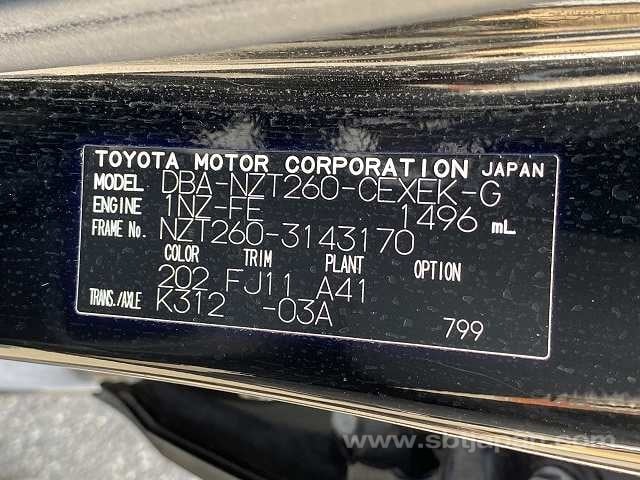 TOYOTA MOTOR CORPORATION JAPAN
MODEL DBA-NZT260-CEXEK-G
ENGINE 1NZ-FE 1496 mL
FRAME No. NZT260-3143170
COLOR TRIM PLANT OPTION
202 FJ11 A41
TRANS./AXLE K312 -03A 799
www.sbtjapan.com